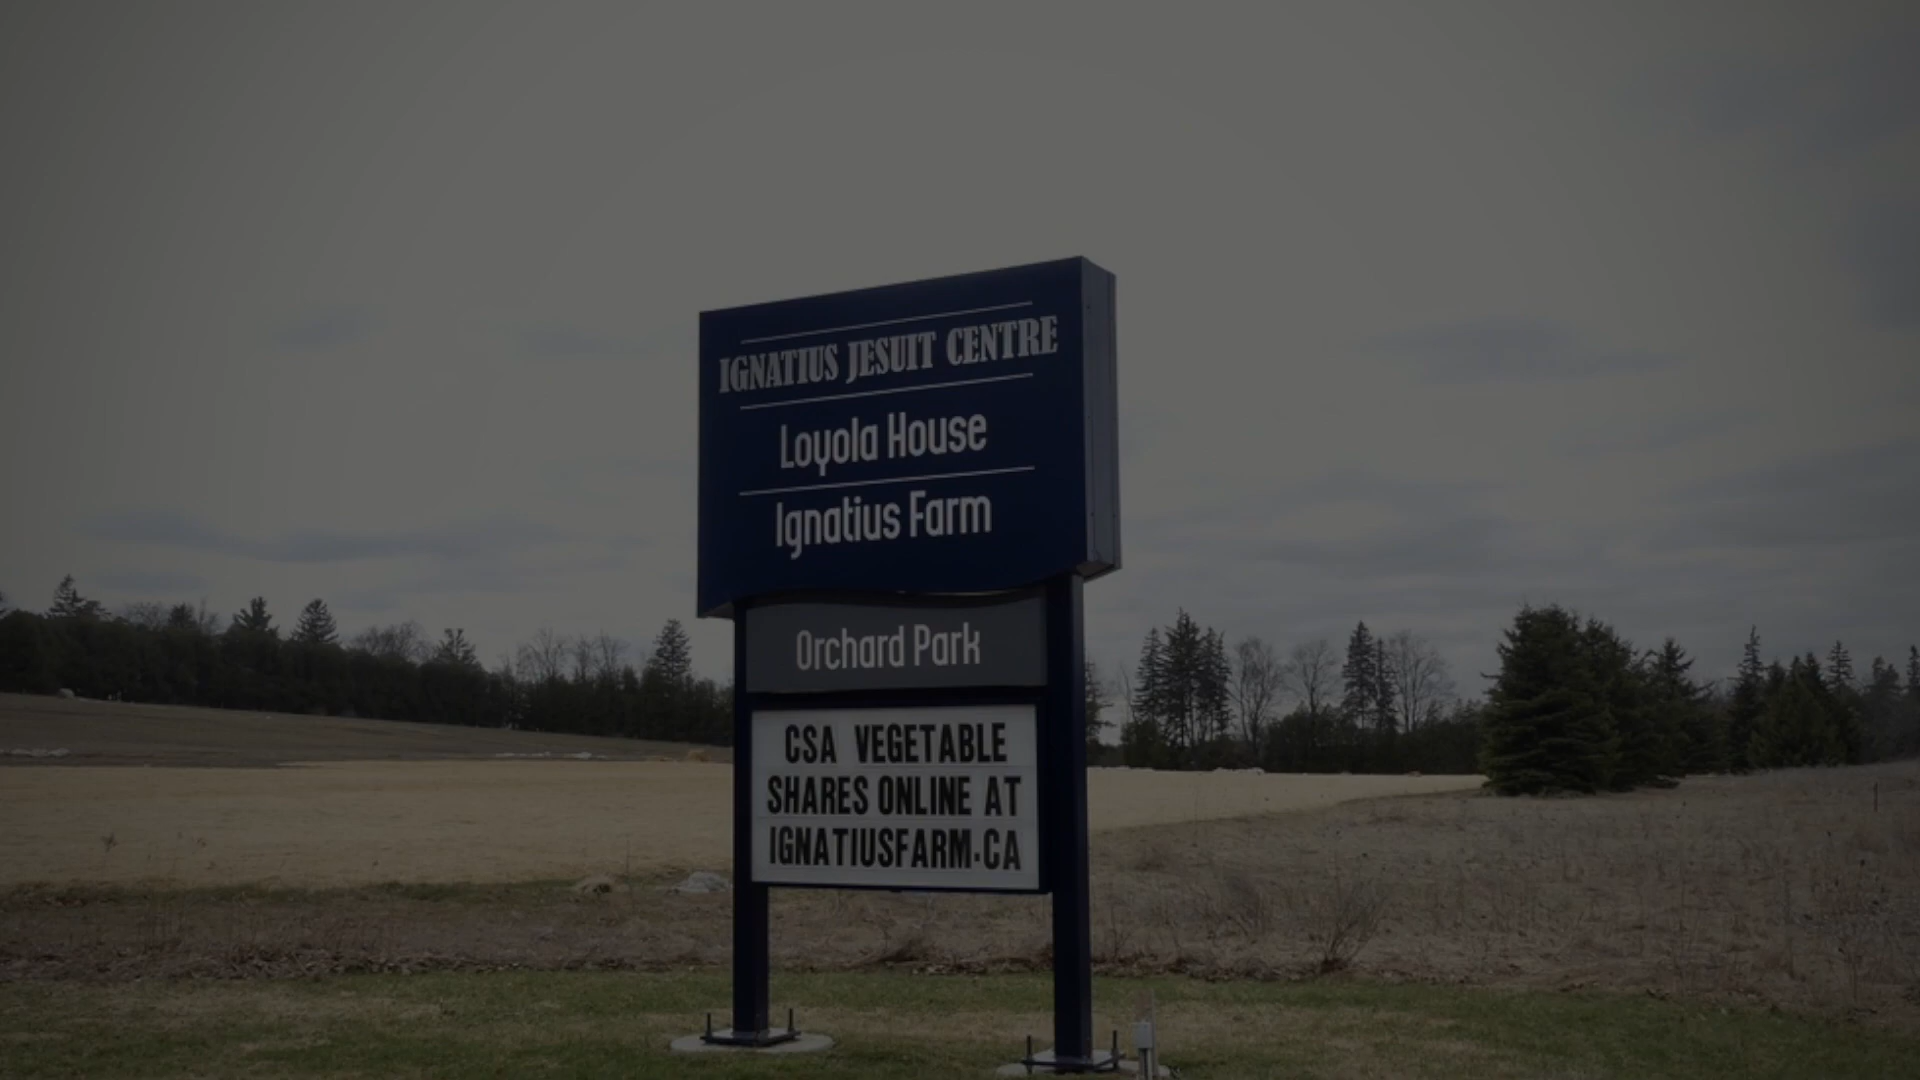 IGNATIUS JESUIT CENTRE
Loyola House
Ignatius Farm
Orchard Park
CSA VEGETABLE
SHARES ONLINE AT
IGNATIUSFARM.CA